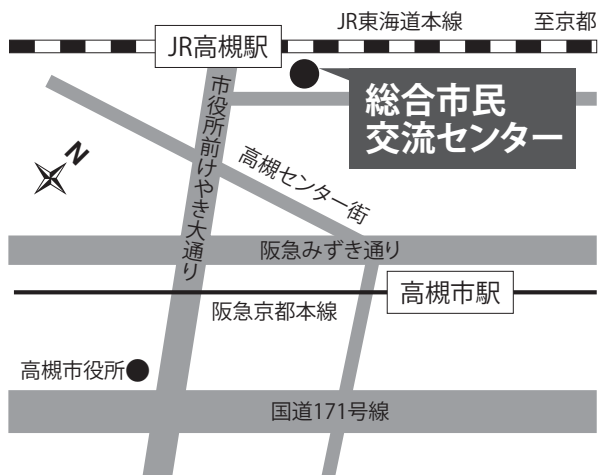 JR東海道本線
至京都
JR高槻駅
総合市民
交流センター
市役所前けやき大通り
N
高槻センター街
阪急みずき通り
高槻市駅
阪急京都本線
高槻市役所
国道171号線